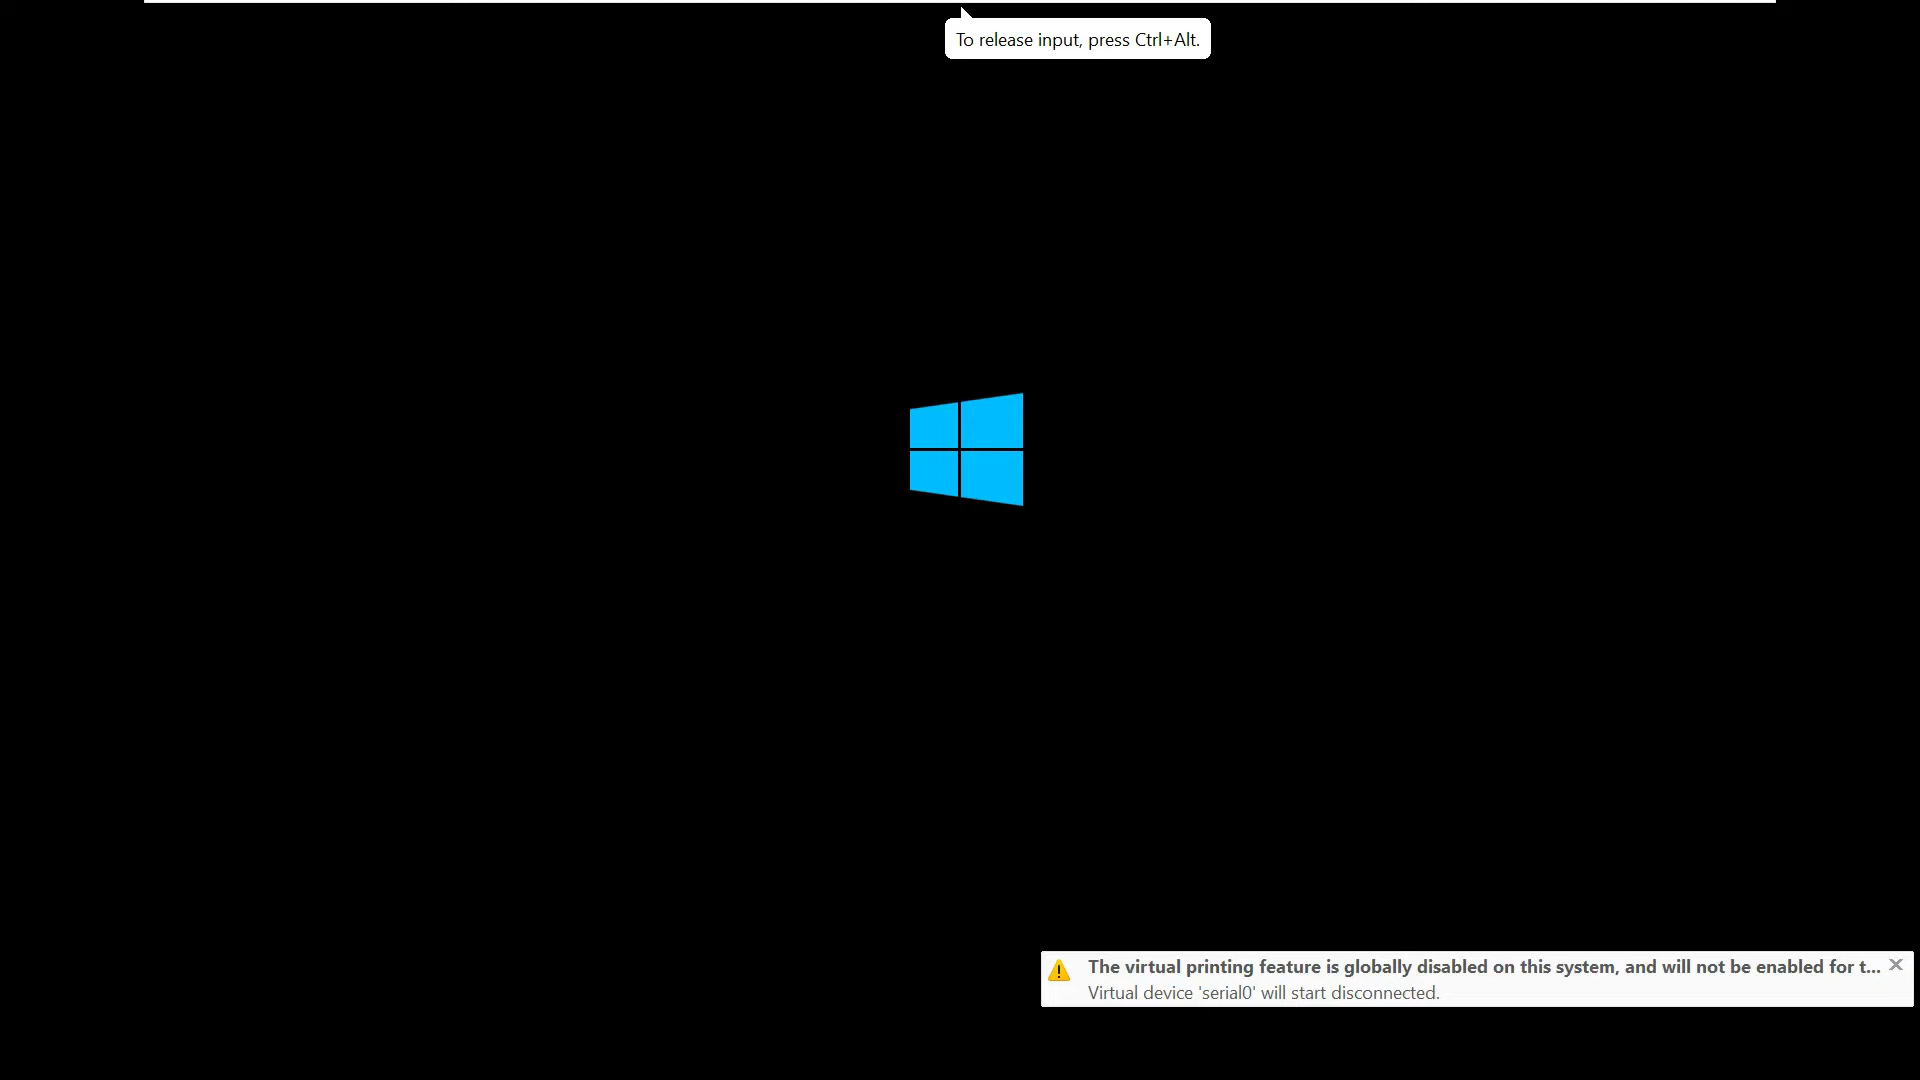 To release input, press Ctrl+Alt.
The virtual printing feature is globally disabled on this system, and will not be enabled for t...
Virtual device 'serial0' will start disconnected.